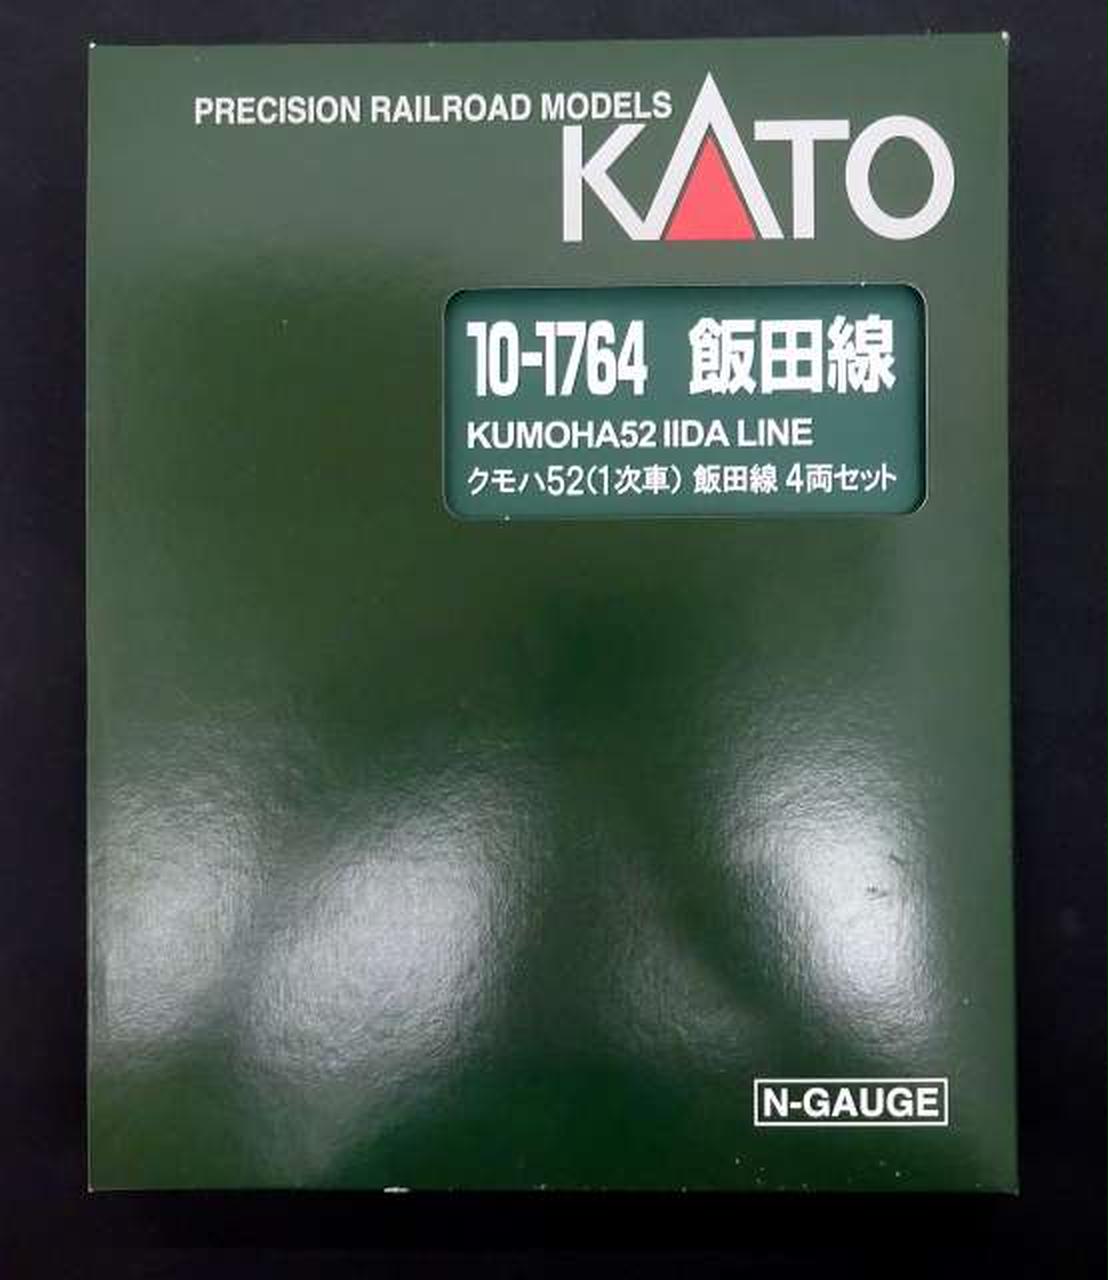 PRECISION RAILROAD MODELS
KATO
10-1764 飯田線
KUMOHA52 IIDA LINE
クモハ52(1次車) 飯田線 4両セット
N-GAUGE